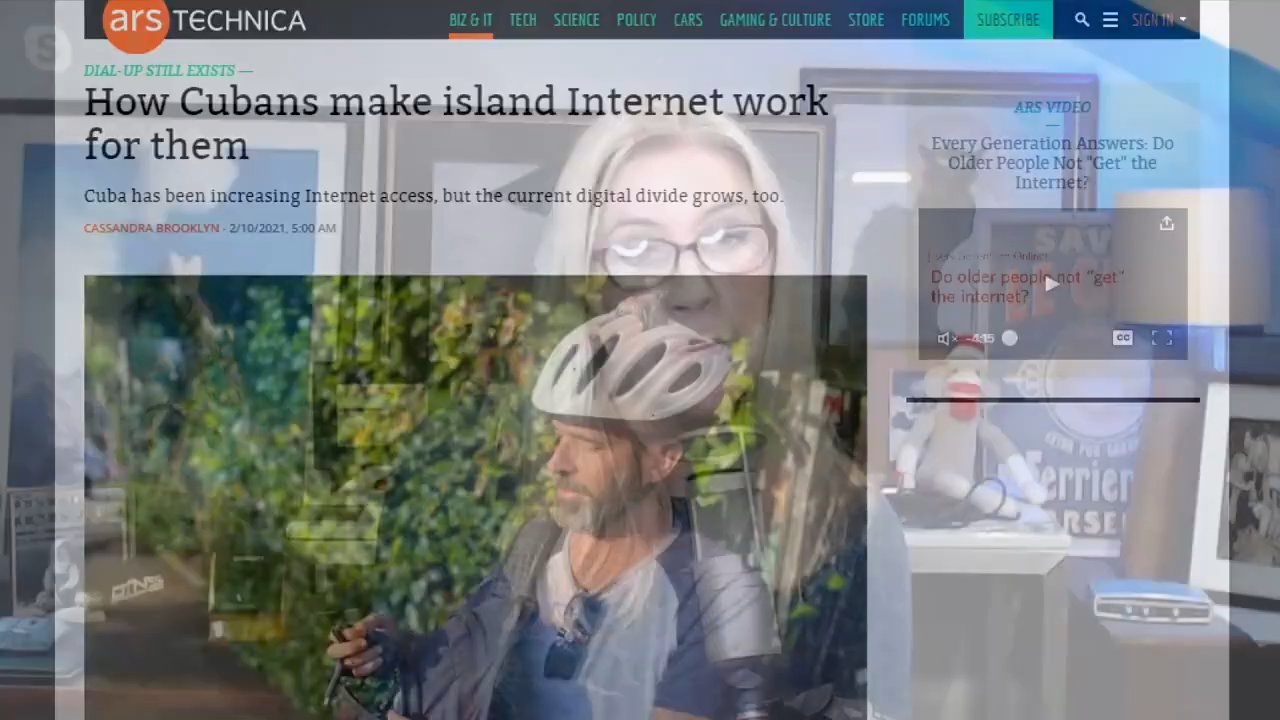 ars TECHNICA
BIZ & IT TECH SCIENCE POLICY CARS GAMING & CULTURE STORE FORUMS SUBSCRIBE SIGN IN
DIAL-UP STILL EXISTS —
How Cubans make island Internet work
for them
Cuba has been increasing Internet access, but the current digital divide grows, too.
CASSANDRA BROOKLYN - 2/10/2021, 5:00 AM
ARS VIDEO
Every Generation Answers: Do
Older People Not "Get" the
Internet?
SAV
Do older people not "get"
the internet?
-4:15
CC
S